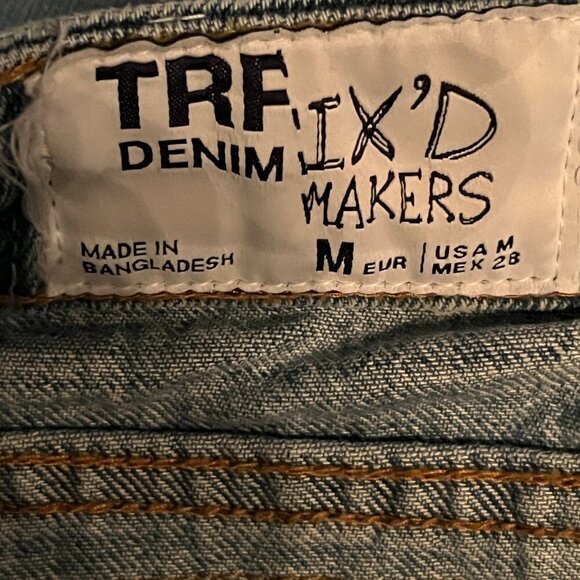 TRF IX'D
DENIM MAKERS
MADE IN
BANGLADESH
M EUR
USA M
MEX 28